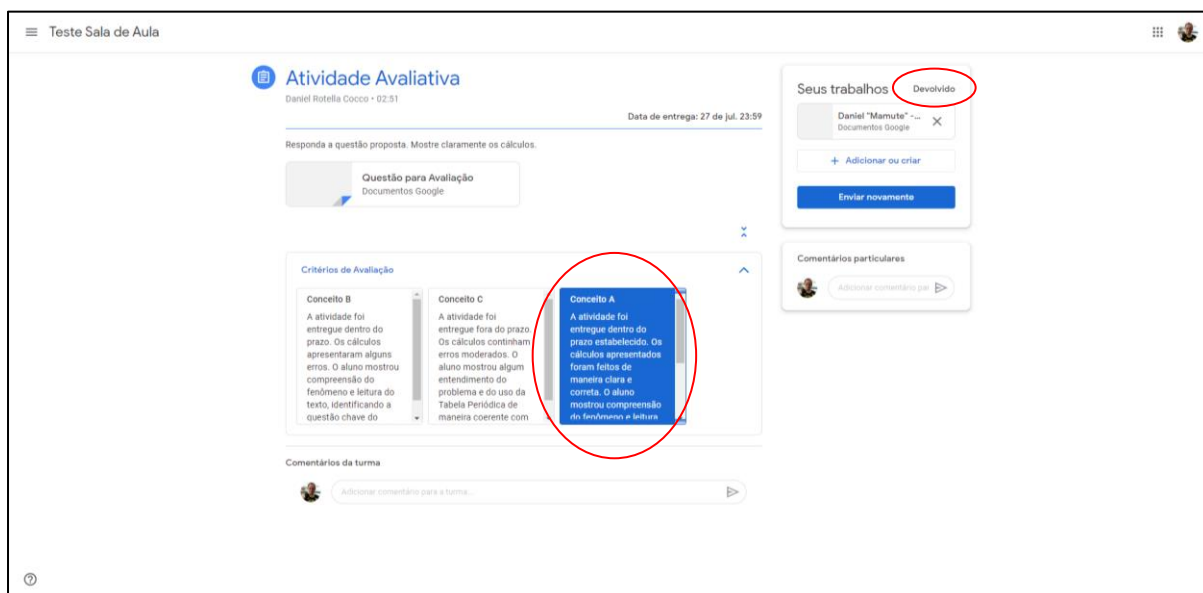 Teste Sala de Aula
Atividade Avaliativa
Daniel Rotella Cocco • 02:51
Data de entrega: 27 de jul. 23:59
Responda a questão proposta. Mostre claramente os cálculos.
Questão para Avaliação
Documentos Google
Critérios de Avaliação
Conceito B
A atividade foi
entregue dentro do
prazo. Os cálculos
apresentaram alguns
erros. O aluno mostrou
compreensão do
fenômeno e leitura do
texto, identificando a
questão chave do
Conceito C
A atividade foi
entregue fora do prazo.
Os cálculos continham
erros moderados. O
aluno mostrou algum
entendimento do
problema e do uso da
Tabela Periódica de
maneira coerente com
Conceito A
A atividade foi
entregue dentro do
prazo estabelecido. Os
cálculos apresentados
foram feitos de
maneira clara e
correta. O aluno
mostrou compreensão
do fenômeno e leitura
Comentários da turma
Adicionar comentário para a turma...
Seus trabalhos
Devolvido
Daniel "Mamute" -...
Documentos Google
+ Adicionar ou criar
Enviar novamente
Comentários particulares
Adicionar comentário par